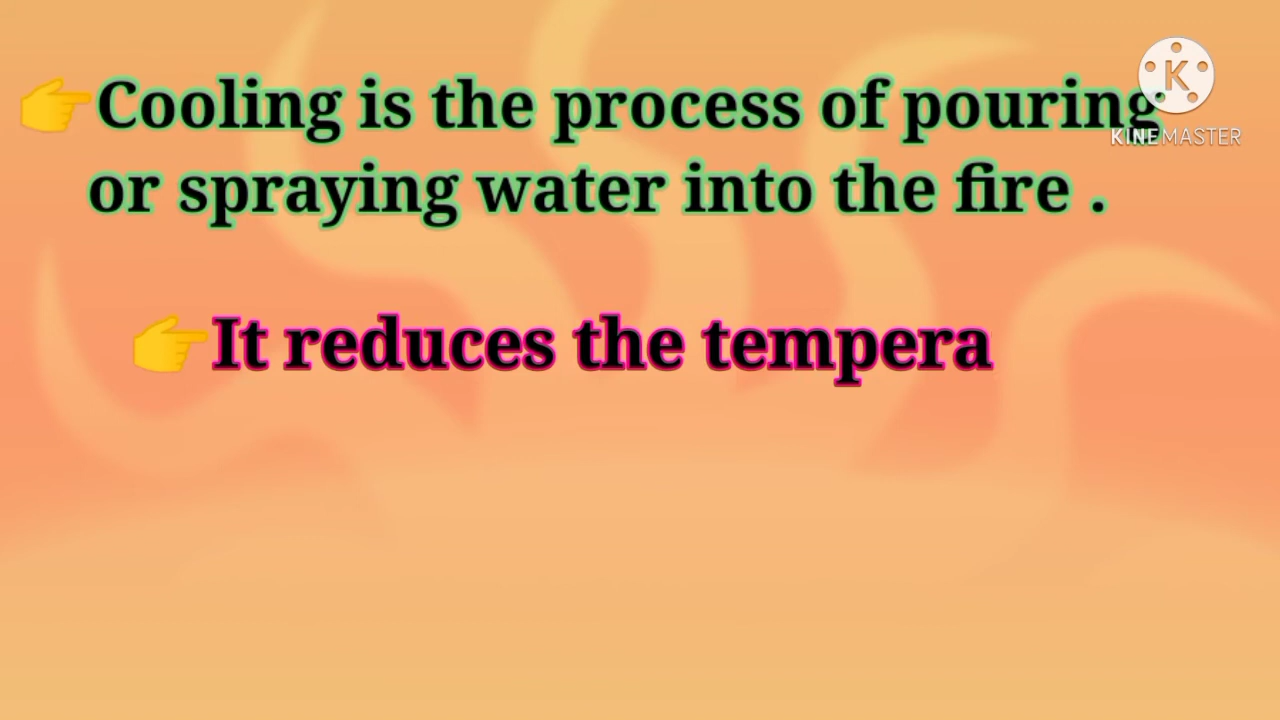 👉Cooling is the process of pouring
or spraying water into the fire .
👉It reduces the tempera
K
KINEMASTER